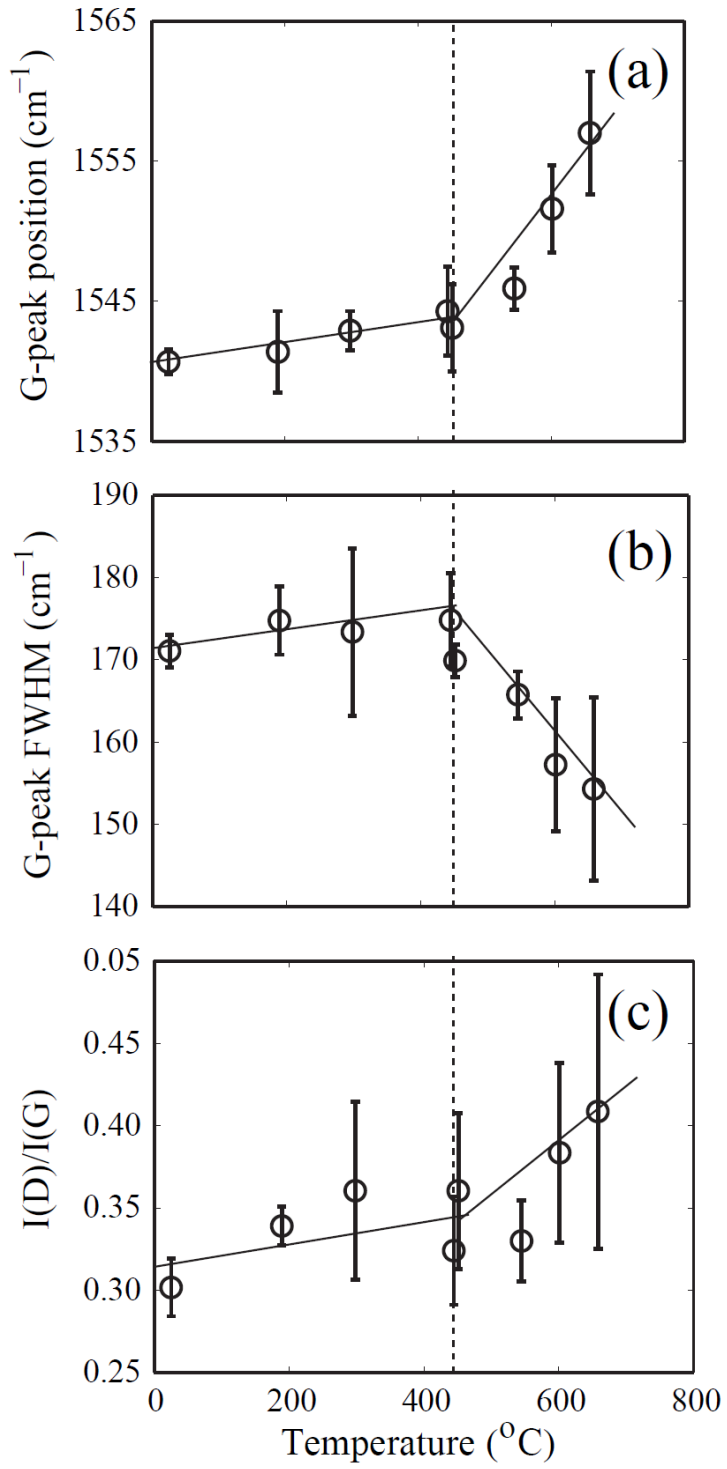 (a)
G-peak position (cm⁻¹)
1565
1555
1545
1535
(b)
G-peak FWHM (cm⁻¹)
190
180
170
160
150
140
(c)
I(D)/I(G)
0.05
0.45
0.40
0.35
0.30
0.25
0 200 400 600 800
Temperature (°C)